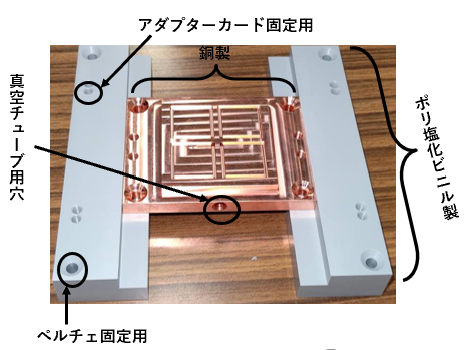 アダプターカード固定用
銅製
真空チューブ用穴
ポリ塩化ビニル製
ペルチェ固定用